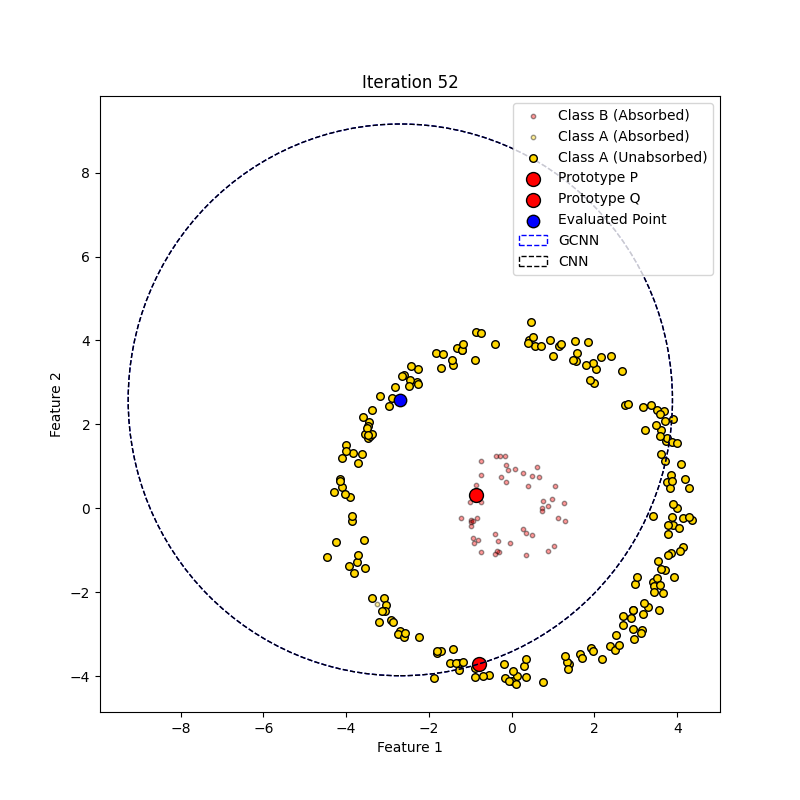 Iteration 52
Class B (Absorbed)
Class A (Absorbed)
Class A (Unabsorbed)
Prototype P
Prototype Q
Evaluated Point
GCNN
CNN
8
6
4
2
0
−2
−4
Feature 2
−8
−6
−4
−2
0
2
4
Feature 1